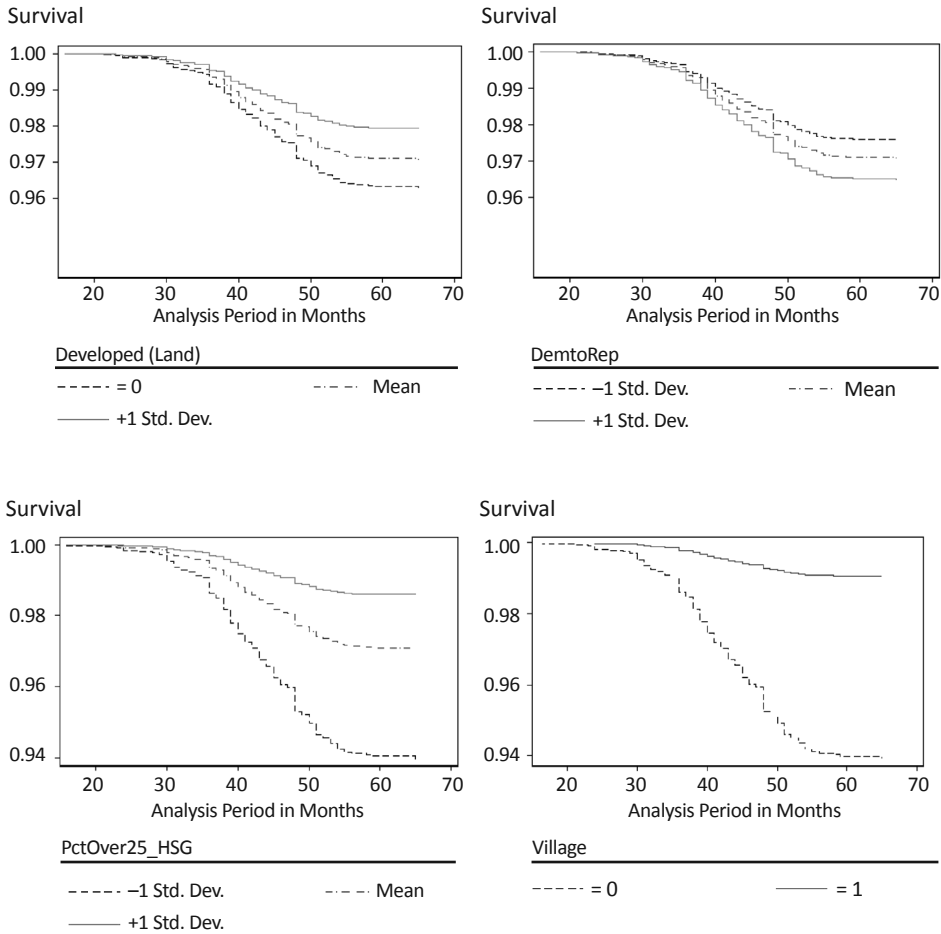 Survival
1.00
0.99
0.98
0.97
0.96
20 30 40 50 60 70
Analysis Period in Months
Developed (Land)
= 0
Mean
+1 Std. Dev.
Survival
1.00
0.99
0.98
0.97
0.96
20 30 40 50 60 70
Analysis Period in Months
DemtoRep
–1 Std. Dev.
Mean
+1 Std. Dev.
Survival
1.00
0.98
0.96
0.94
20 30 40 50 60 70
Analysis Period in Months
PctOver25_HSG
–1 Std. Dev.
Mean
+1 Std. Dev.
Survival
1.00
0.98
0.96
0.94
20 30 40 50 60 70
Analysis Period in Months
Village
= 0
= 1